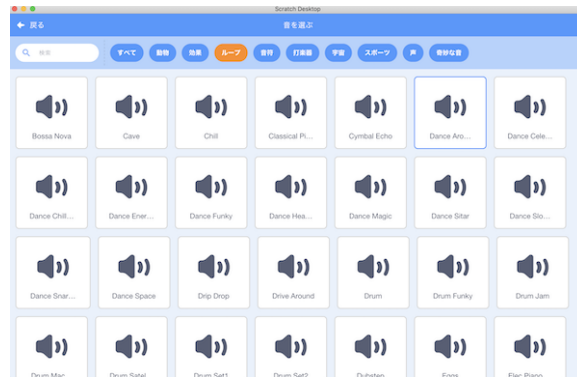 Scratch Desktop
戻る
音を選ぶ
検索
すべて 動物 効果 ループ 音符 打楽器 宇宙 スポーツ 声 奇妙な音
Bossa Nova Cave Chill Classical Pi... Cymbal Echo Dance Aro... Dance Cele...
Dance Chill... Dance Ener... Dance Funky Dance Hea... Dance Magic Dance Sitar Dance Slo...
Dance Snar... Dance Space Drip Drop Drive Around Drum Drum Funky Drum Jam
Drum Mac... Drum Satel... Drum Set1 Drum Set2 Dubstep Eggs Elec Piano